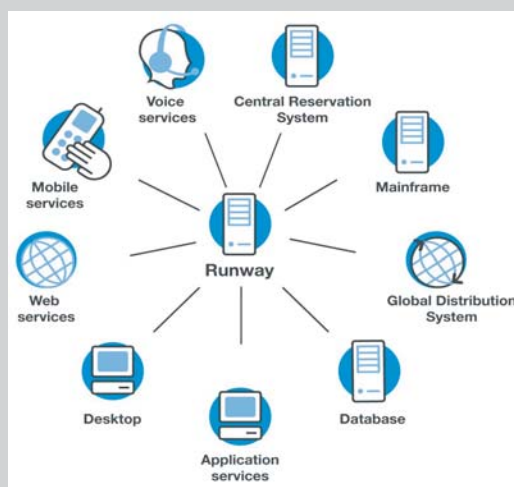 Voice
services
Central Reservation
System
Mobile
services
Mainframe
Runway
Web
services
Global Distribution
System
Desktop
Database
Application
services